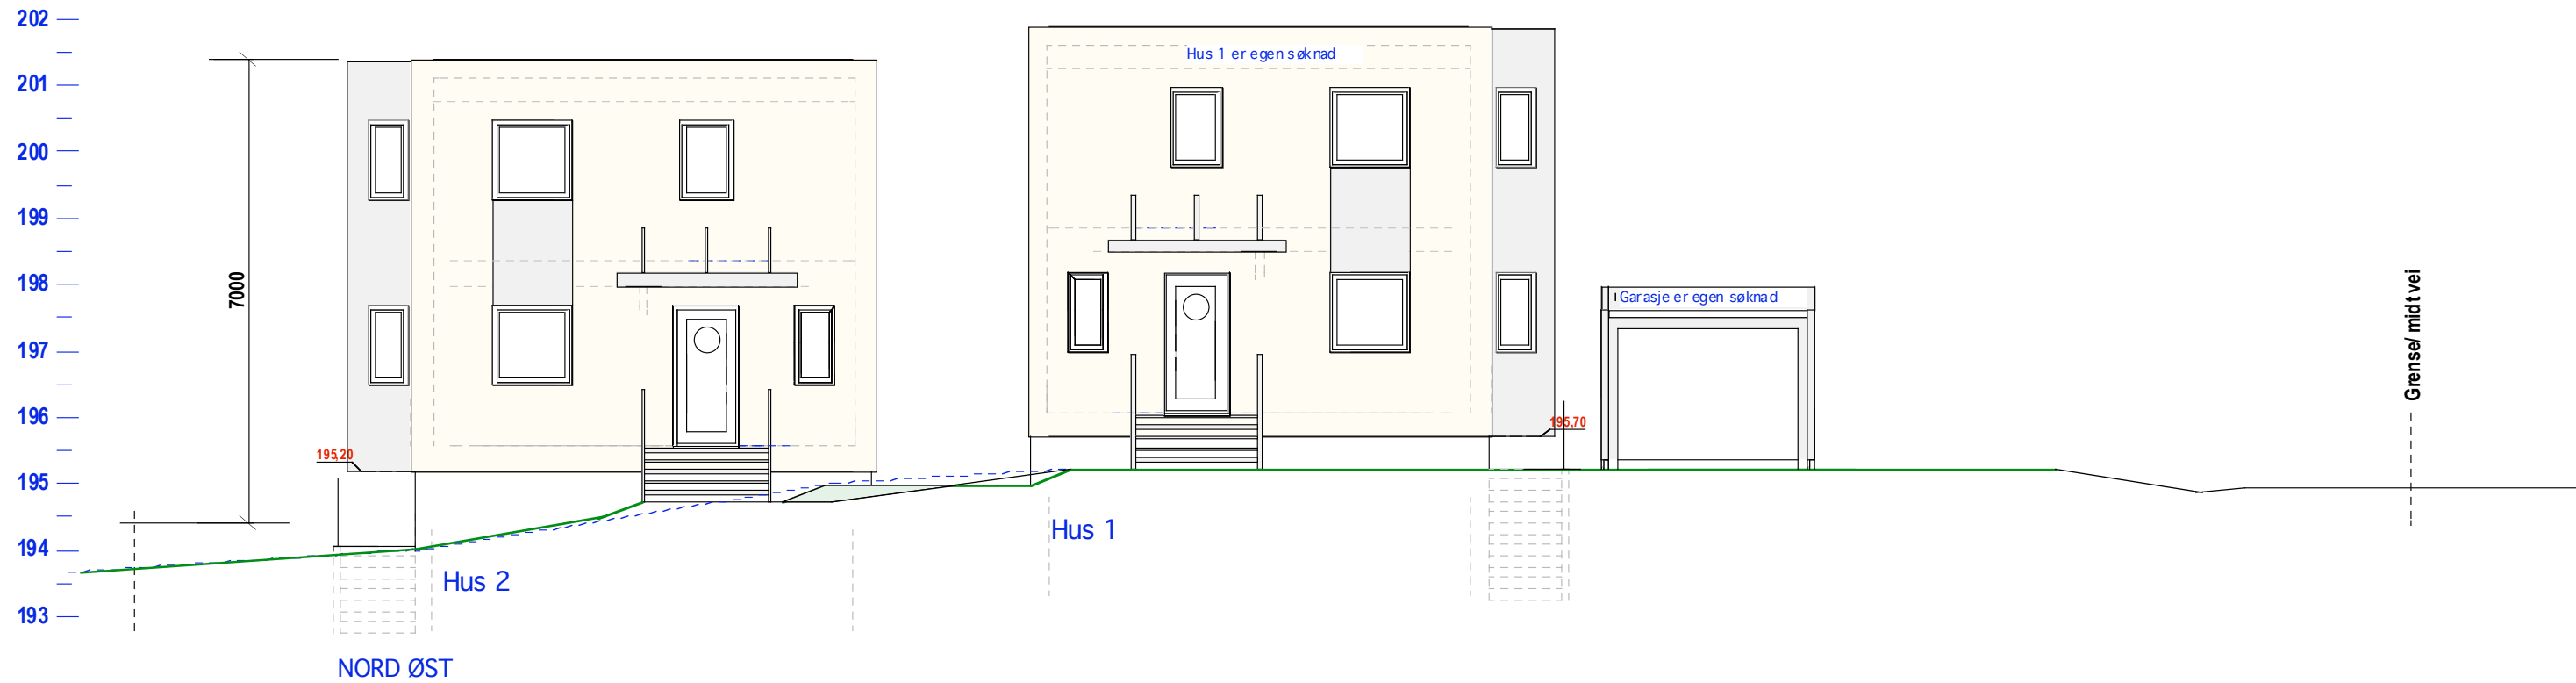 202
201
200
199
198
197
196
195
194
193
7000
195,20
Hus 1 er egen søknad
195,70
Garasje er egen søknad
Grense/ midt vei
Hus 1
Hus 2
NORD ØST